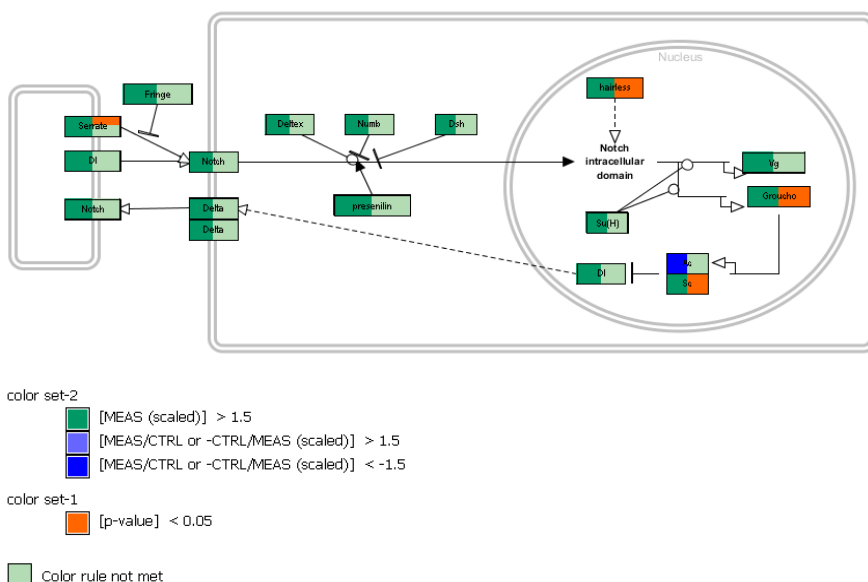 Nucleus
Fringe
hairless
Serrate
Deltex
Numb
Dsh
Dl
Notch
Notch
intracellular
domain
Vg
Notch
Delta
presenilin
Groucho
Delta
Su(H)
Dl
Ac
Sc
color set-2
[MEAS (scaled)] > 1.5
[MEAS/CTRL or -CTRL/MEAS (scaled)] > 1.5
[MEAS/CTRL or -CTRL/MEAS (scaled)] < -1.5
color set-1
[p-value] < 0.05
Color rule not met